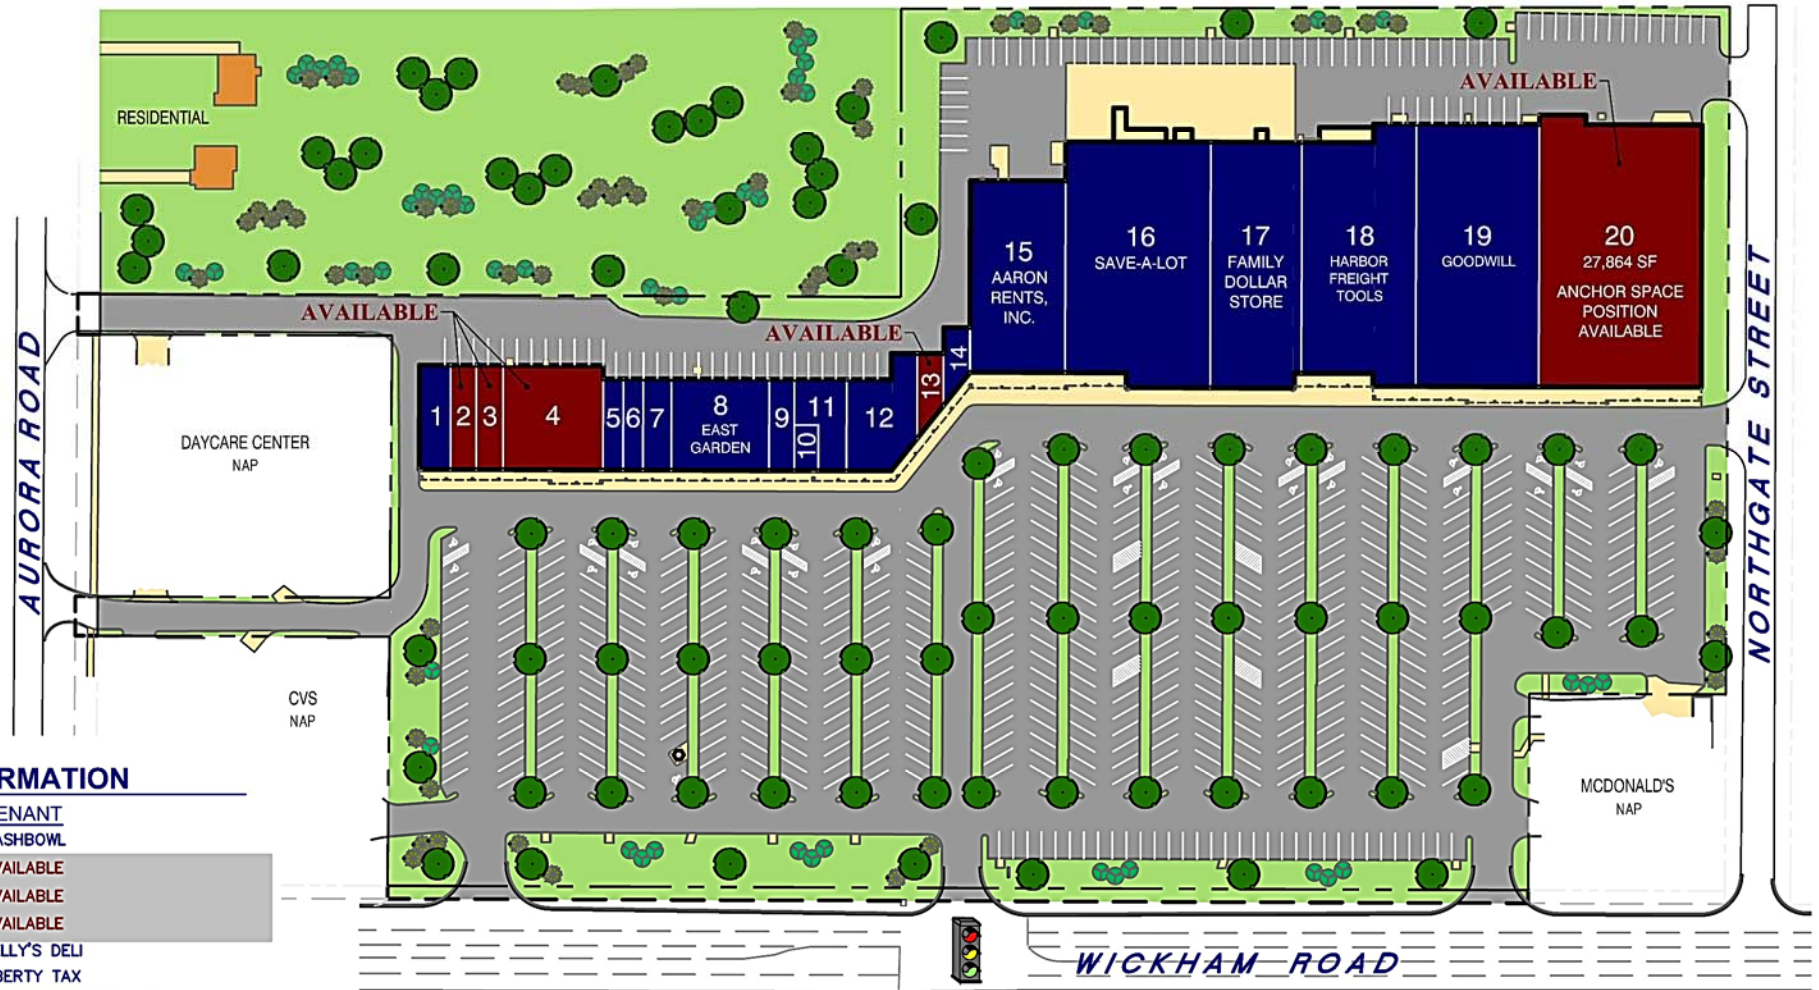 RESIDENTIAL
AVAILABLE
AVAILABLE
AVAILABLE
AURORA ROAD
NORTHGATE STREET
WICKHAM ROAD
DAYCARE CENTER
NAP
CVS
NAP
MCDONALD'S
NAP
1
2
3
4
5
6
7
8
EAST
GARDEN
9
10
11
12
13
14
15
AARON
RENTS,
INC.
16
SAVE-A-LOT
17
FAMILY
DOLLAR
STORE
18
HARBOR
FREIGHT
TOOLS
19
GOODWILL
20
27,864 SF
ANCHOR SPACE
POSITION
AVAILABLE
RMATION
ENANT
ASHBOWL
VAILABLE
VAILABLE
VAILABLE
LLY'S DELI
BERTY TAX